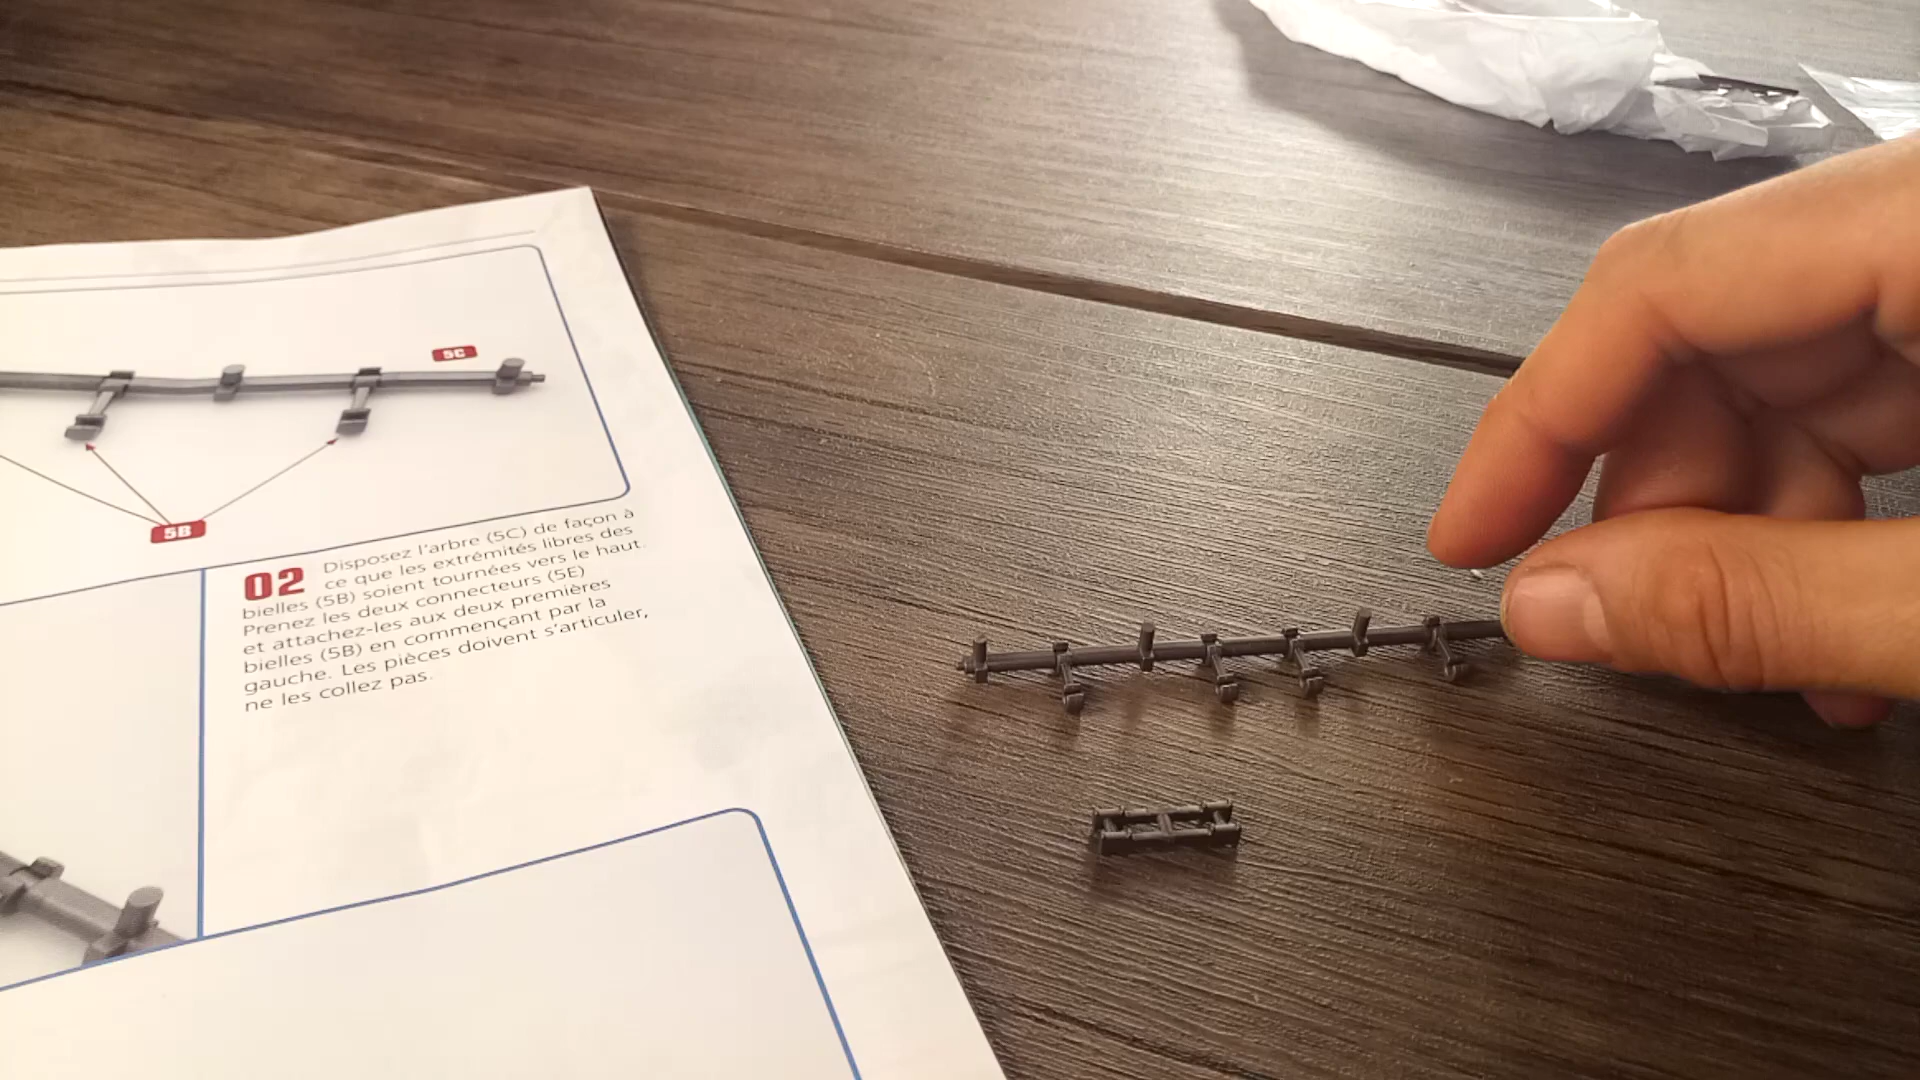 5C
5B
02 Disposez l'arbre (5C) de façon à
ce que les extrémités libres des
bielles (5B) soient tournées vers le haut.
Prenez les deux connecteurs (5E)
et attachez-les aux deux premières
bielles (5B) en commençant par la
gauche. Les pièces doivent s'articuler,
ne les collez pas.